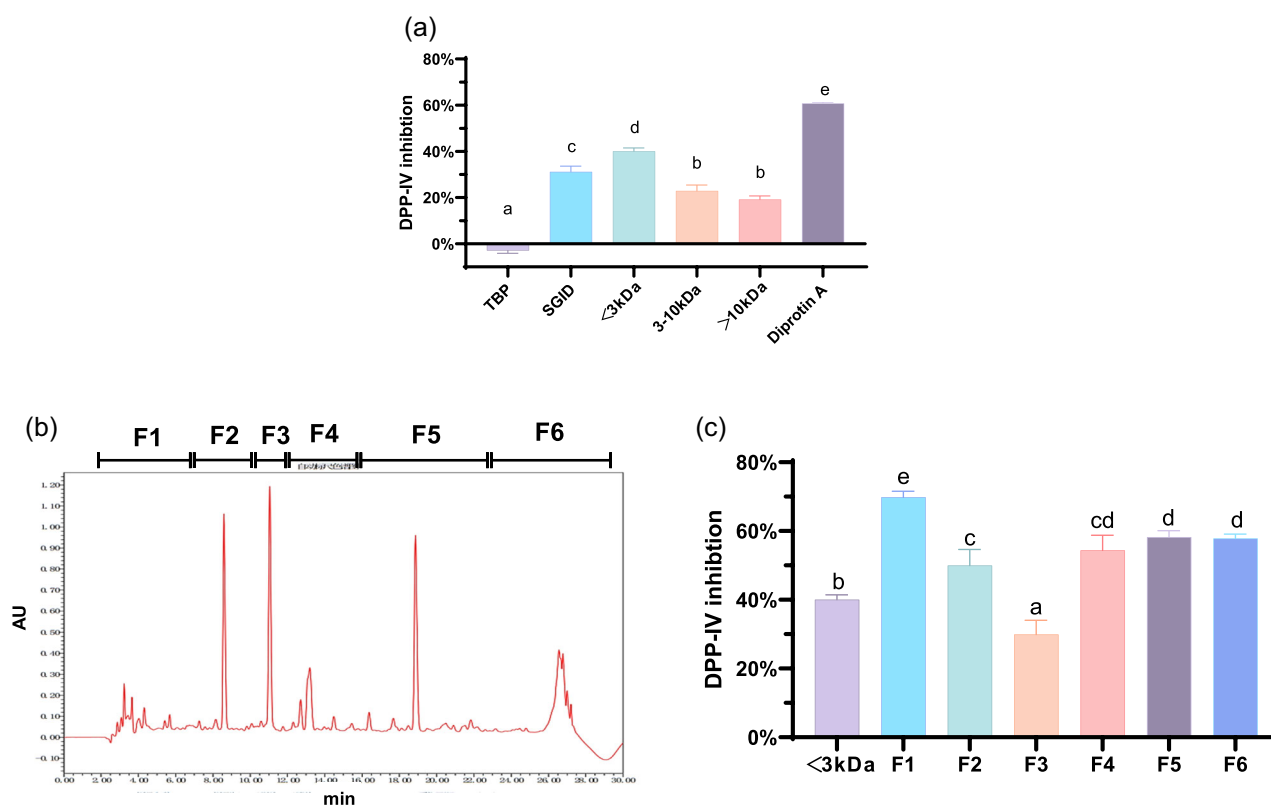 (a)
DPP-IV inhibtion
80%
60%
40%
20%
0%
a
c
d
b
b
e
TBP
SGID
<3kDa
3-10kDa
>10kDa
Diprotin A
(b)
F1 F2 F3 F4 F5 F6
AU
1.20
1.00
0.90
0.80
0.70
0.60
0.50
0.40
0.30
0.20
0.10
0.00
-0.10
0.00 2.00 4.00 6.00 8.00 10.00 12.00 14.00 16.00 18.00 20.00 22.00 24.00 26.00 28.00 30.00
min
(c)
DPP-IV inhibtion
80%
60%
40%
20%
0%
b
e
c
a
cd
d
d
<3kDa F1 F2 F3 F4 F5 F6